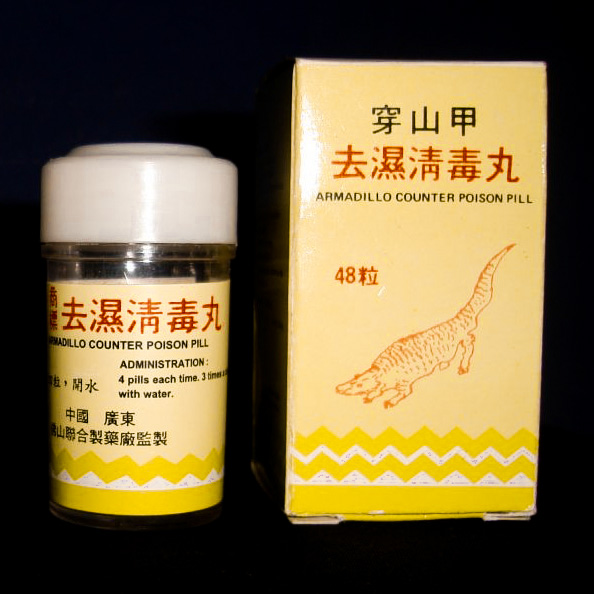 穿山甲
去濕清毒丸
ARMADILLO COUNTER POISON PILL
48粒
去濕清毒丸
ARMADILLO COUNTER POISON PILL
ADMINISTRATION :
4 pills each time. 3 times a
粒，開水
with water.
中國 廣東
山聯合製藥廠監製